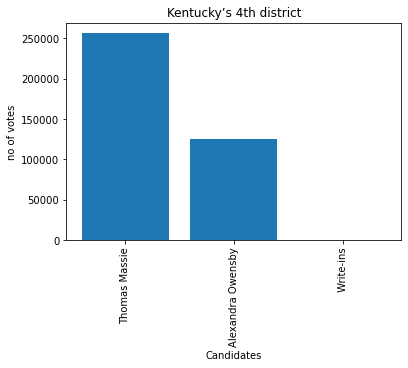 Kentucky’s 4th district
250000
200000
150000
100000
50000
0
no of votes
Thomas Massie
Alexandra Owensby
Write-ins
Candidates